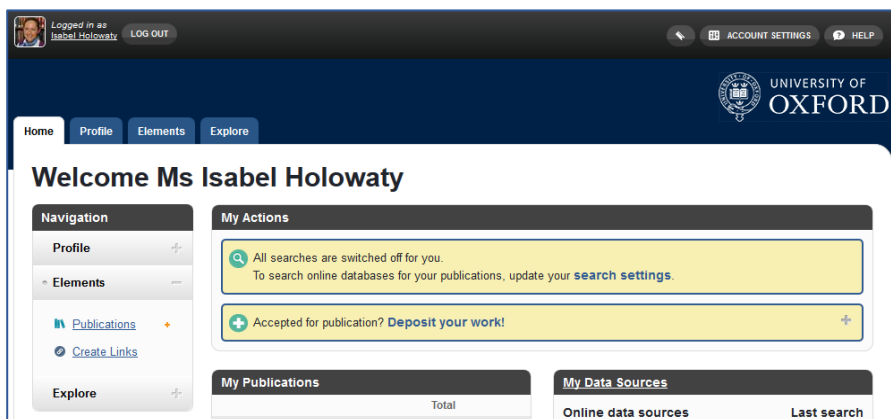 Logged in as
Isabel Holowaty LOG OUT
ACCOUNT SETTINGS HELP
UNIVERSITY OF
OXFORD
Home Profile Elements Explore
Welcome Ms Isabel Holowaty
Navigation
Profile
Elements
Publications
Create Links
Explore
My Actions
All searches are switched off for you.
To search online databases for your publications, update your search settings.
Accepted for publication? Deposit your work!
My Publications
Total
My Data Sources
Online data sources Last search